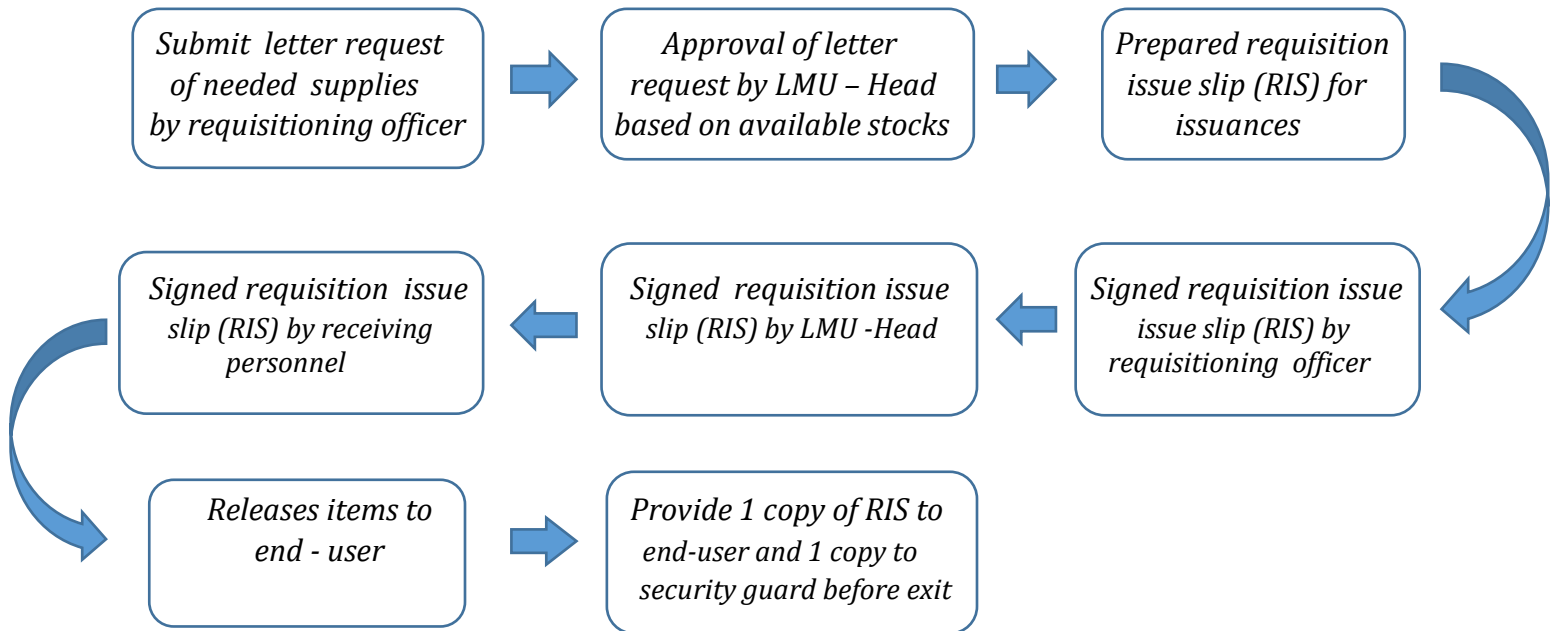 Submit letter request
of needed supplies
by requisitioning officer
Approval of letter
request by LMU – Head
based on available stocks
Prepared requisition
issue slip (RIS) for
issuances
Signed requisition issue
issue slip (RIS) by
requisitioning officer
Signed requisition issue
slip (RIS) by LMU -Head
Signed requisition issue
slip (RIS) by receiving
personnel
Releases items to
end - user
Provide 1 copy of RIS to
end-user and 1 copy to
security guard before exit